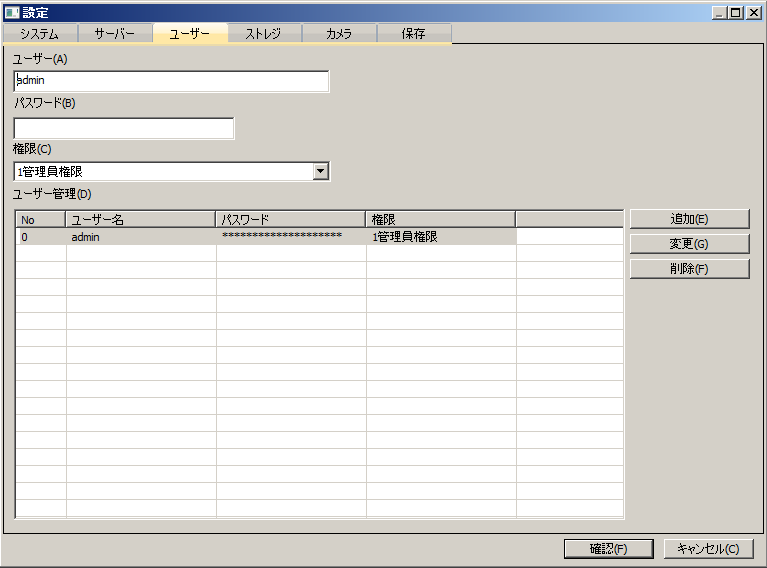 設定
システム サーバー ユーザー ストレジ カメラ 保存
ユーザー(A)
admin
パスワード(B)
権限(C)
1管理員権限
ユーザー管理(D)
No ユーザー名 パスワード 権限
0 admin ******************** 1管理員権限
追加(E)
変更(G)
削除(F)
確認(F) キャンセル(C)